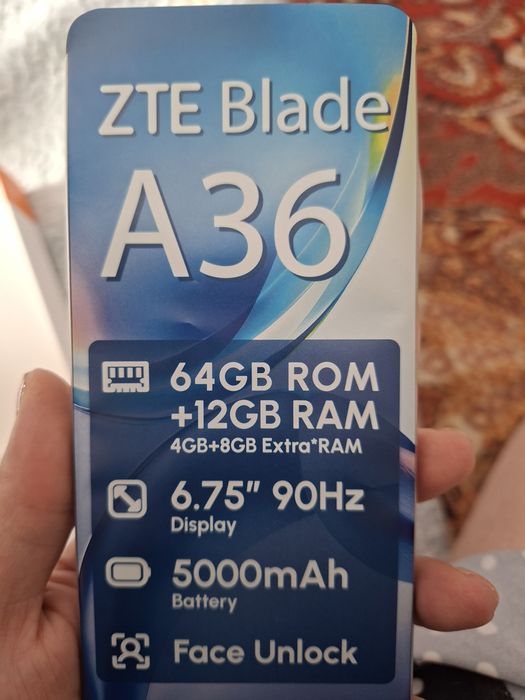 ZTE Blade
A36
64GB ROM
+12GB RAM
4GB+8GB Extra*RAM
6.75" 90Hz
Display
5000mAh
Battery
Face Unlock